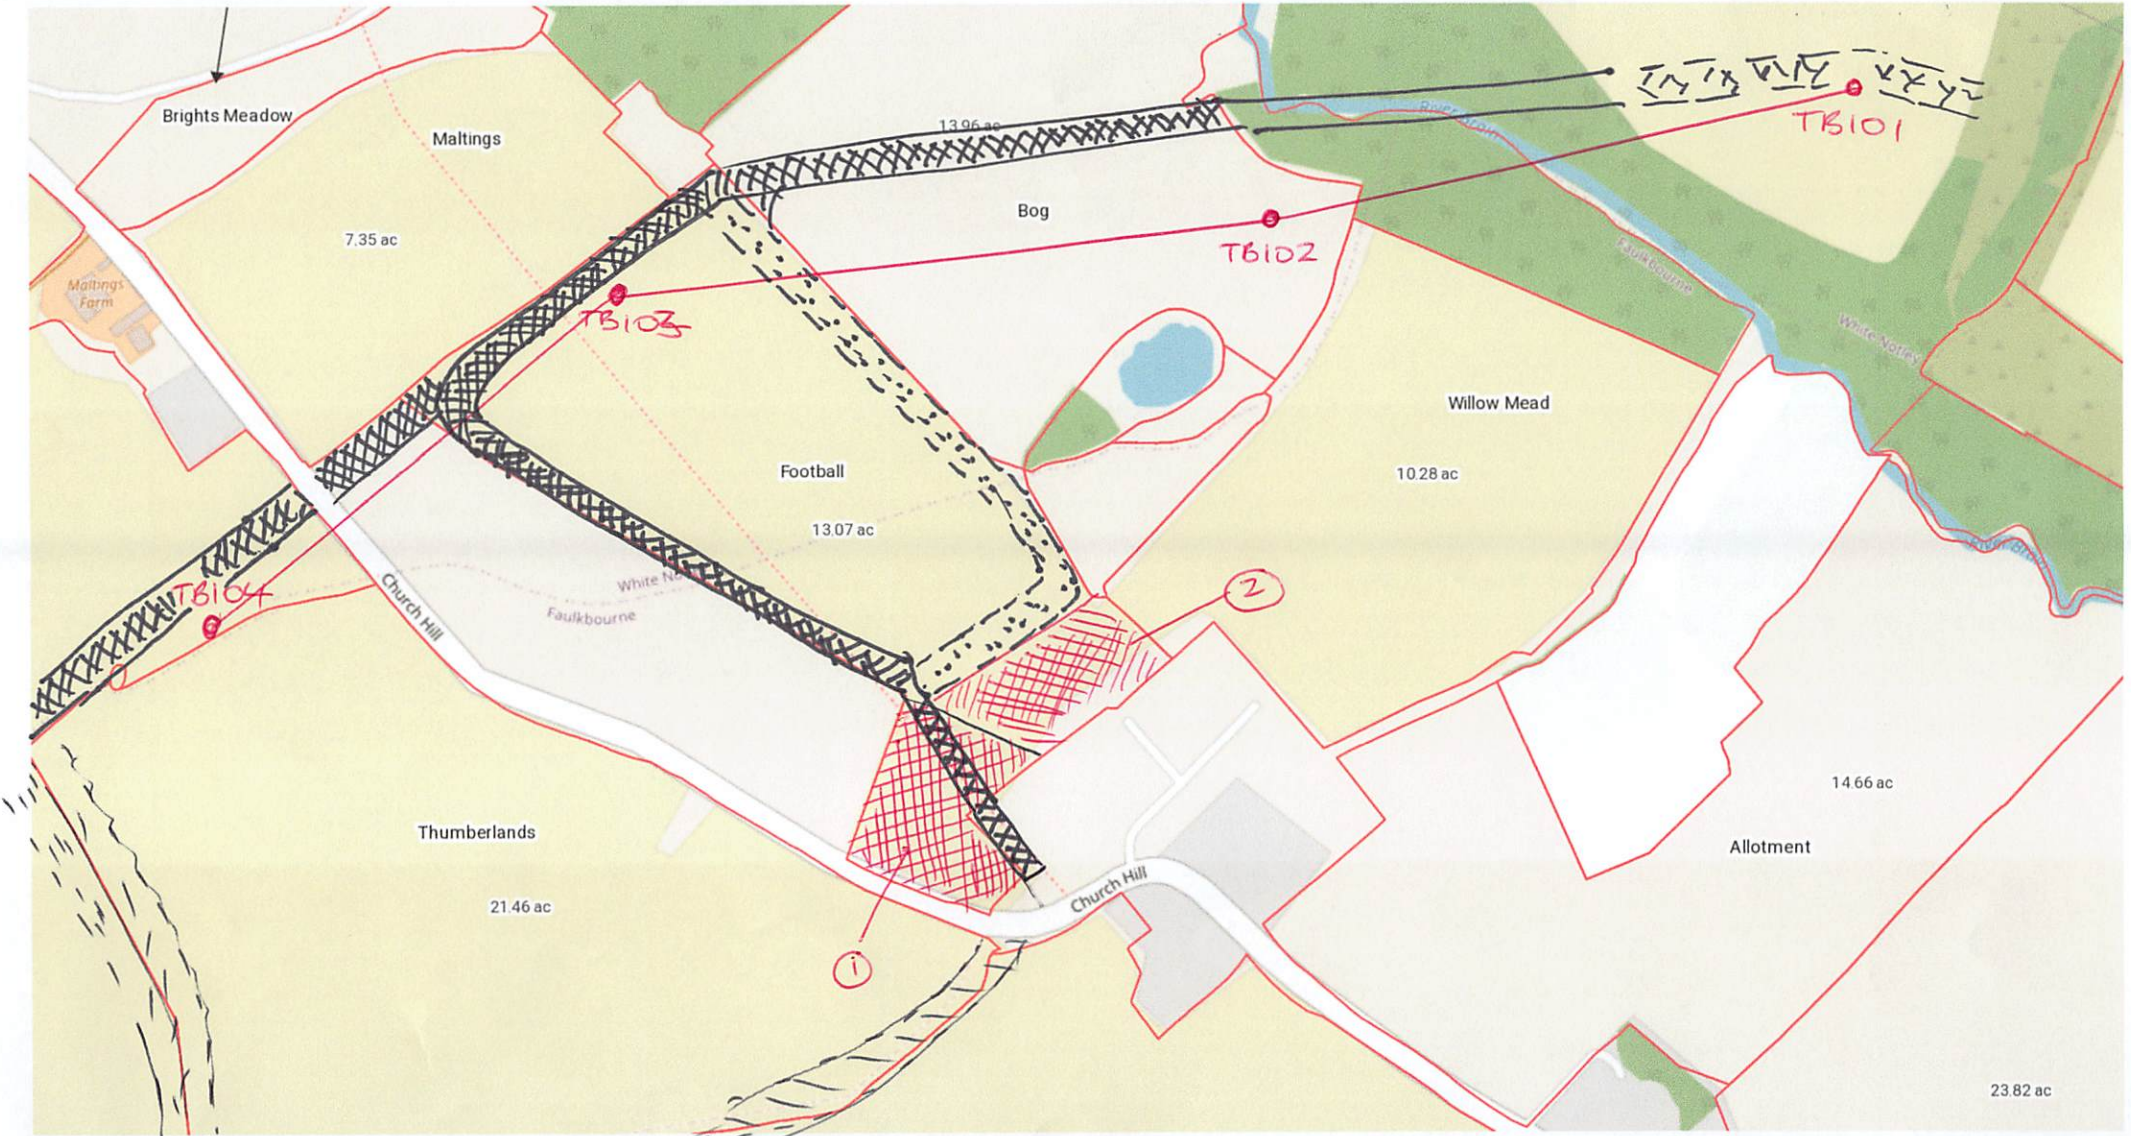 Brights Meadow
Maltings
13.96 ac
River Brain
TB101
Bog
7.35 ac
TB102
Faulkbourne
Maltings
Farm
TB103
White Notley
Willow Mead
Football
10.28 ac
13.07 ac
River Brain
White No
Faulkbourne
TB104
Church Hill
2
14.66 ac
Thumberlands
Allotment
Church Hill
21.46 ac
1
23.82 ac